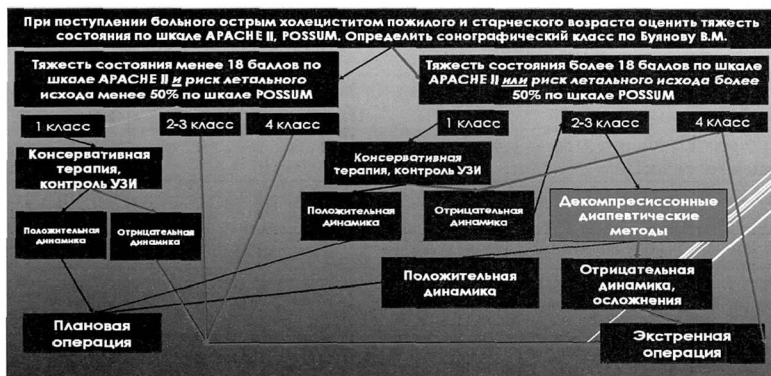 При поступлении больного острым холециститом пожилого и старческого возраста оценить тяжесть
состояния по шкале APACHE II, POSSUM. Определить сонографический класс по Буянову В.М.
Тяжесть состояния менее 18 баллов по
шкале APACHE II и риск летального
исхода менее 50% по шкале POSSUM
Тяжесть состояния более 18 баллов по шкале
APACHE II или риск летального исхода более
50% по шкале POSSUM
1 класс
2-3 класс
4 класс
1 класс
2-3 класс
4 класс
Консервативная
терапия,
контроль УЗИ
Консервативная
терапия,
контроль УЗИ
Положительная
динамика
Отрицательная
динамика
Положительная
динамика
Отрицательная
динамика
Декомпресиссонные
диапевтические
методы
Положительная
динамика
Отрицательная
динамика,
осложнения
Плановая
операция
Экстренная
операция